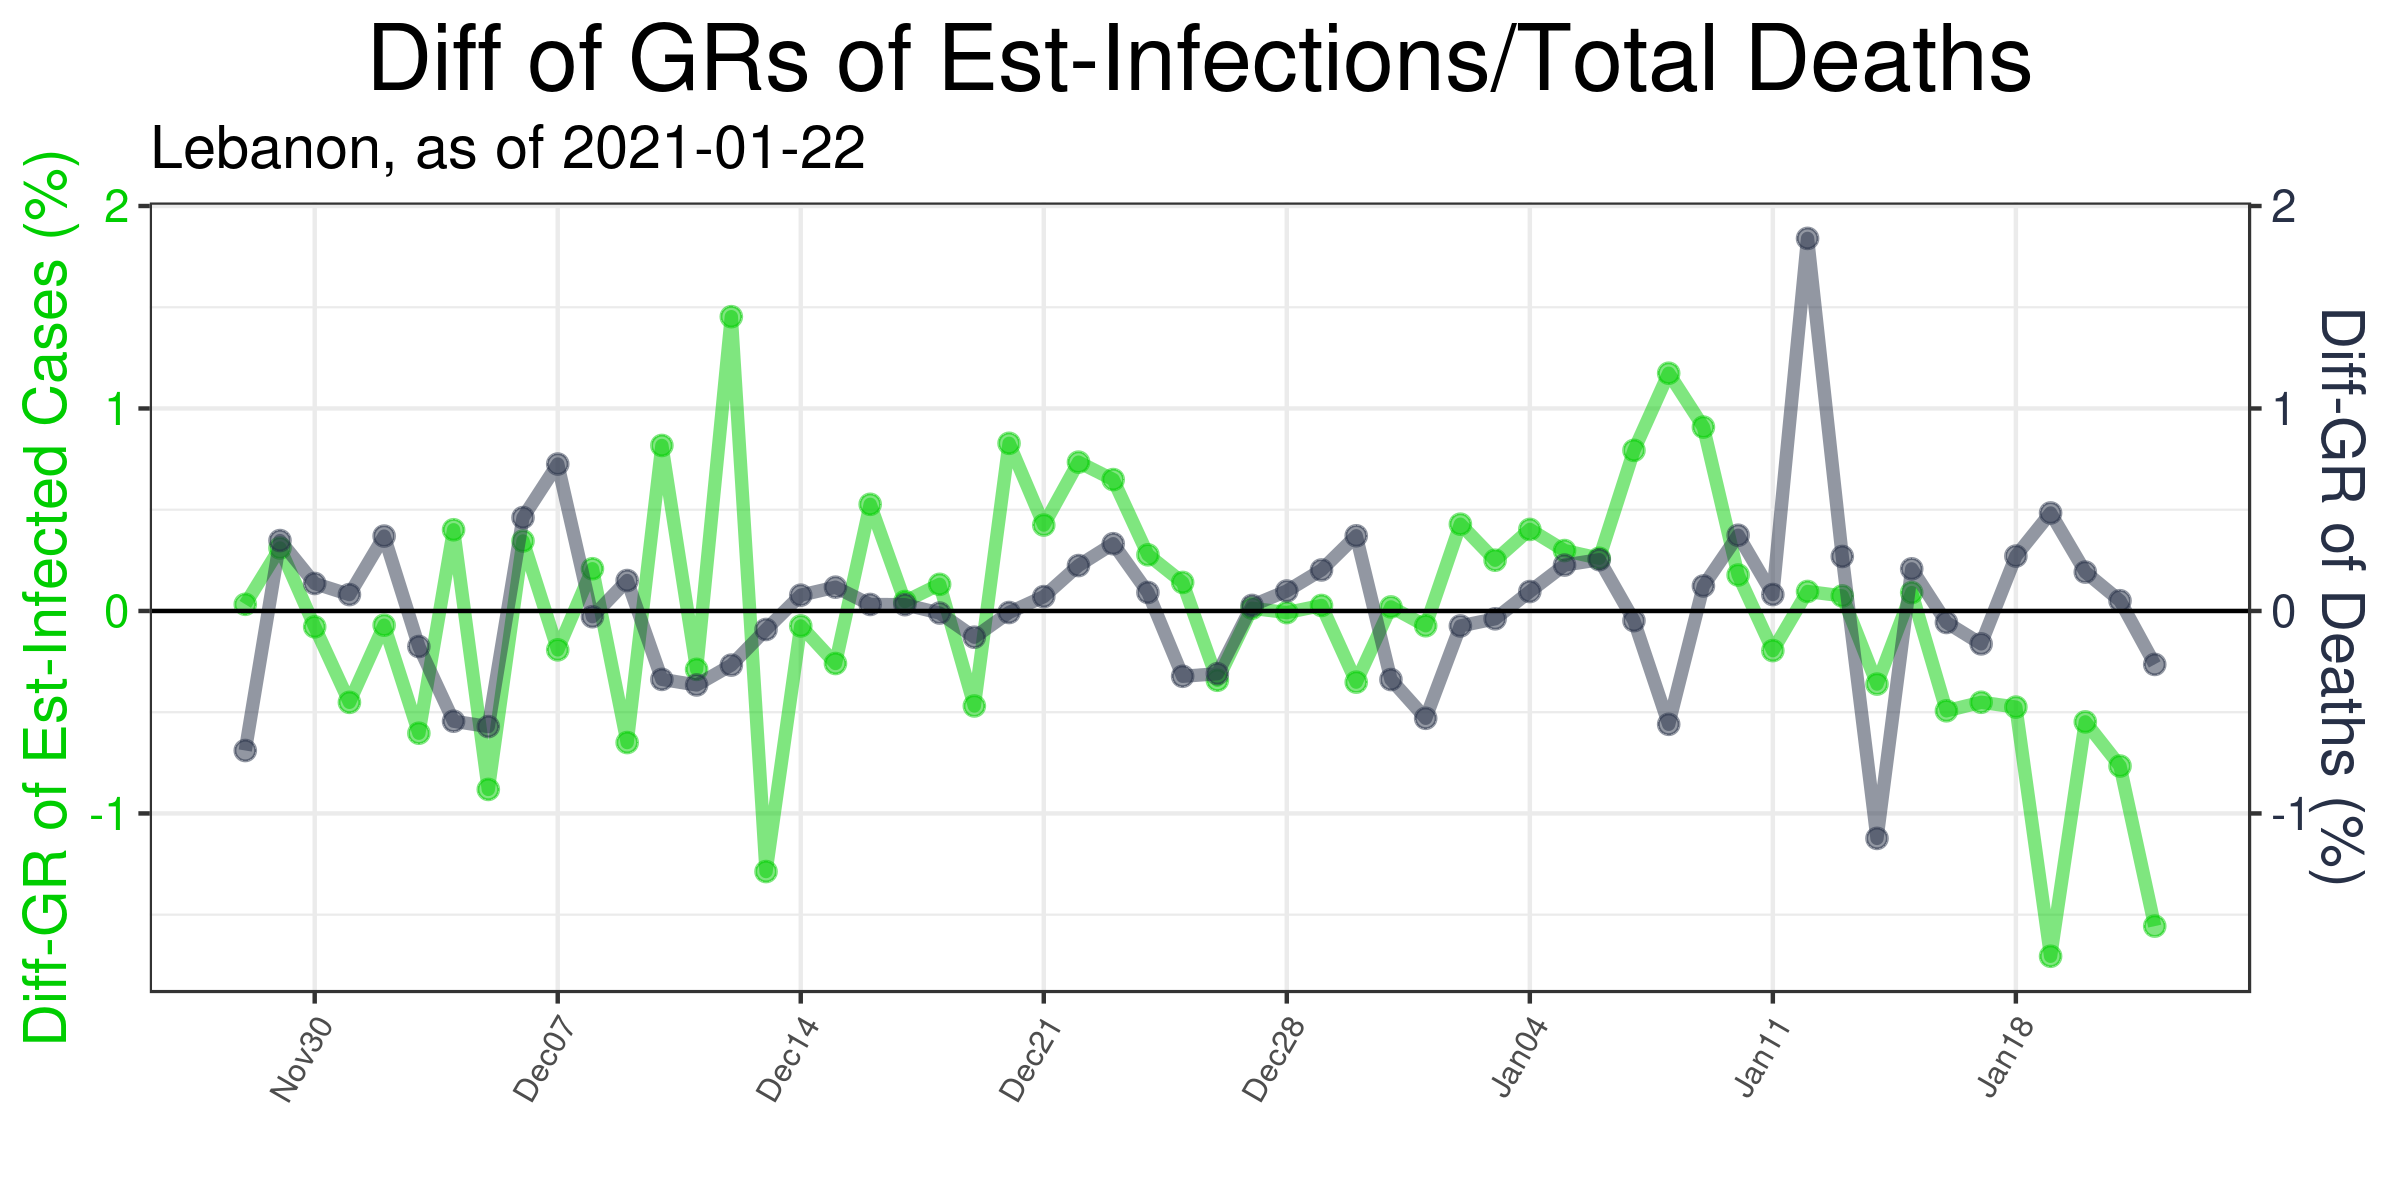 Diff of GRs of Est-Infections/Total Deaths
Lebanon, as of 2021-01-22
Diff-GR of Est-Infected Cases (%)
2
1
0
-1
2
1
0
-1
Diff-GR of Deaths (%)
Nov30
Dec07
Dec14
Dec21
Dec28
Jan04
Jan11
Jan18